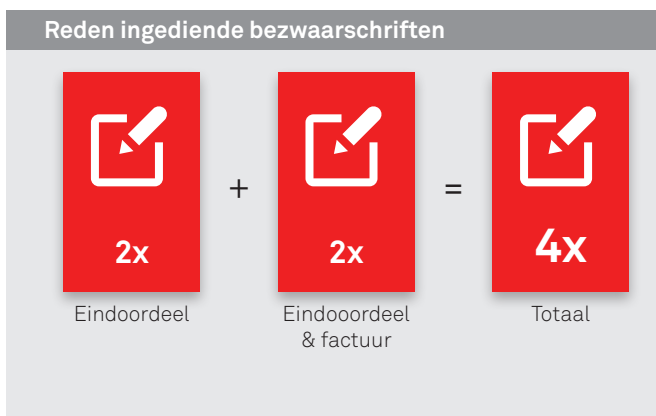 Reden ingediende bezwaarschriften
2x + 2x = 4x
Eindoordeel Eindooordeel Totaal
& factuur